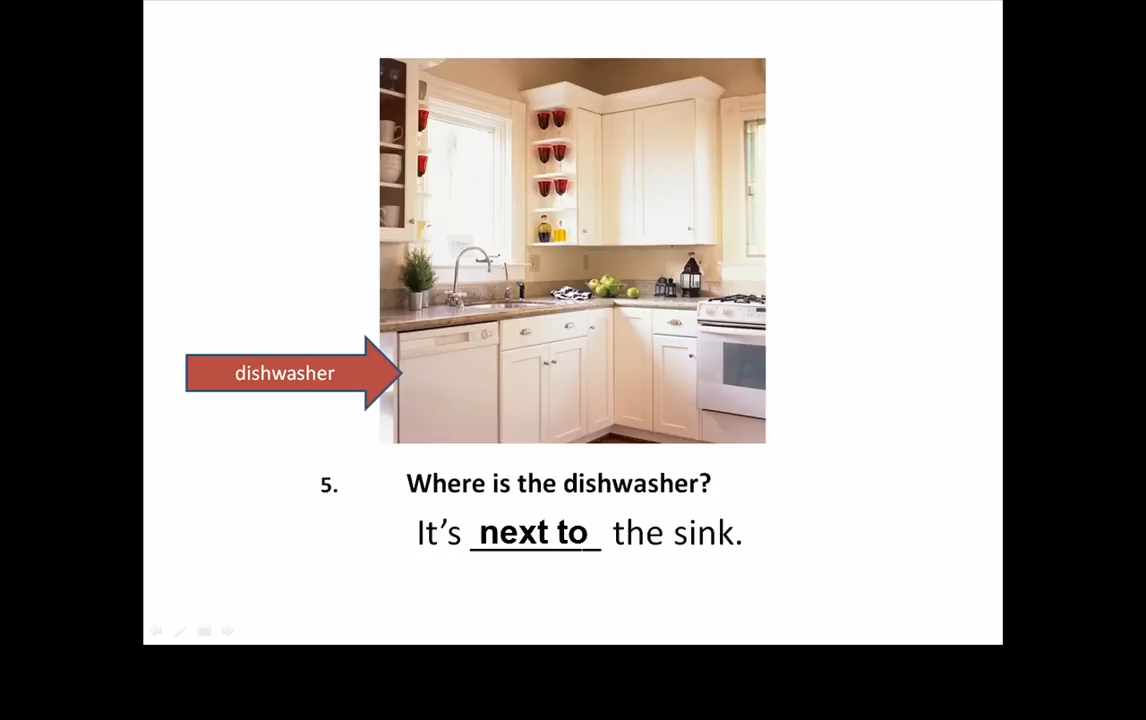 dishwasher
5. Where is the dishwasher?
It's next to the sink.